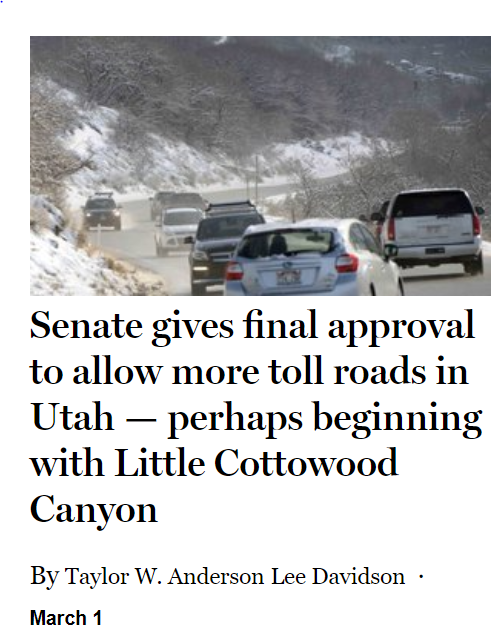 Senate gives final approval
to allow more toll roads in
Utah — perhaps beginning
with Little Cottowood
Canyon
By Taylor W. Anderson Lee Davidson ·
March 1